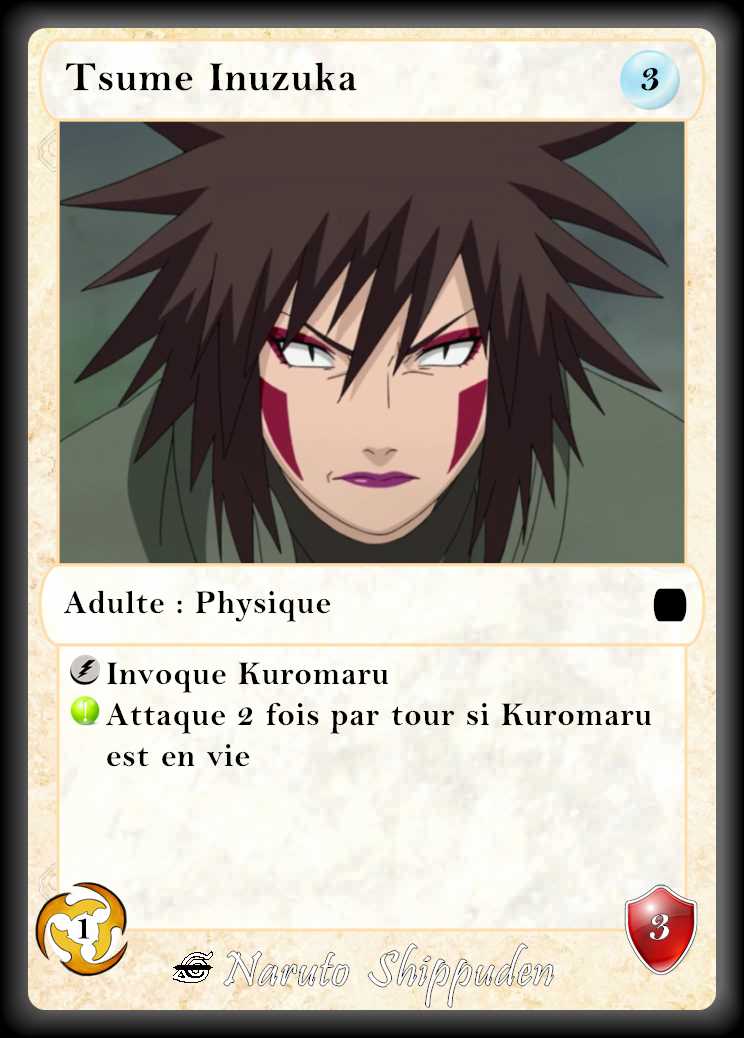 Tsume Inuzuka 3
Adulte : Physique
Invoque Kuromaru
Attaque 2 fois par tour si Kuromaru
est en vie
1
3
Naruto Shippuden